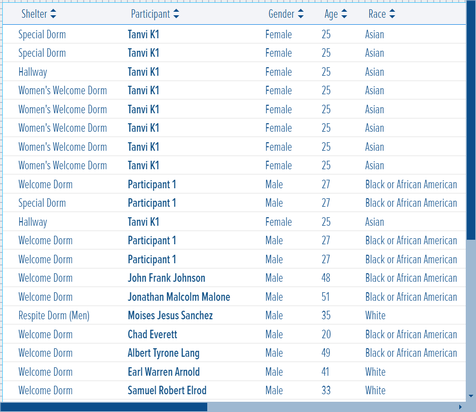 Shelter Participant Gender Age Race
Special Dorm Tanvi K1 Female 25 Asian
Special Dorm Tanvi K1 Female 25 Asian
Hallway Tanvi K1 Female 25 Asian
Women's Welcome Dorm Tanvi K1 Female 25 Asian
Women's Welcome Dorm Tanvi K1 Female 25 Asian
Women's Welcome Dorm Tanvi K1 Female 25 Asian
Women's Welcome Dorm Tanvi K1 Female 25 Asian
Women's Welcome Dorm Tanvi K1 Female 25 Asian
Welcome Dorm Participant 1 Male 27 Black or African American
Special Dorm Participant 1 Male 27 Black or African American
Hallway Tanvi K1 Female 25 Asian
Welcome Dorm Participant 1 Male 27 Black or African American
Welcome Dorm Participant 1 Male 27 Black or African American
Welcome Dorm John Frank Johnson Male 48 Black or African American
Welcome Dorm Jonathan Malcolm Malone Male 51 Black or African American
Respite Dorm (Men) Moises Jesus Sanchez Male 35 White
Welcome Dorm Chad Everett Male 20 Black or African American
Welcome Dorm Albert Tyrone Lang Male 49 Black or African American
Welcome Dorm Earl Warren Arnold Male 41 White
Welcome Dorm Samuel Robert Elrod Male 33 White